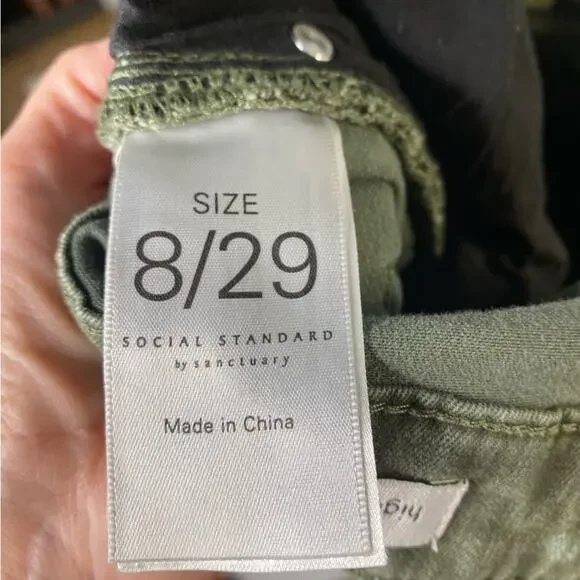 SIZE
8/29
SOCIAL STANDARD
by sanctuary
Made in China